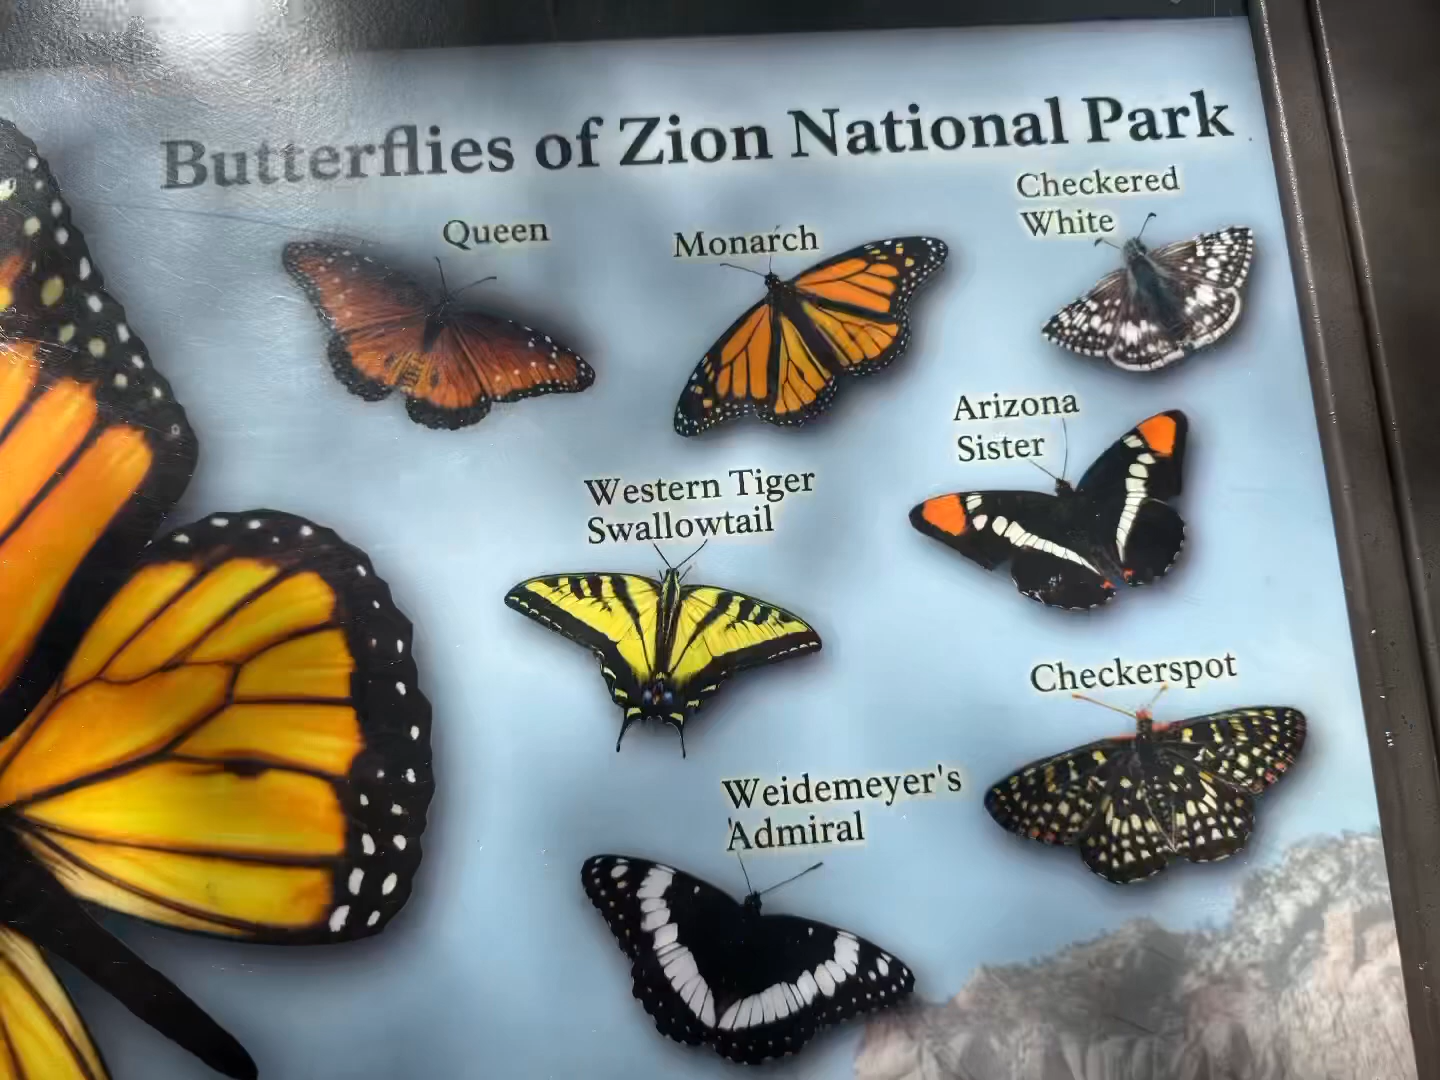 Butterflies of Zion National Park
Queen
Monarch
Checkered
White
Arizona
Sister
Western Tiger
Swallowtail
Checkerspot
Weidemeyer's
Admiral